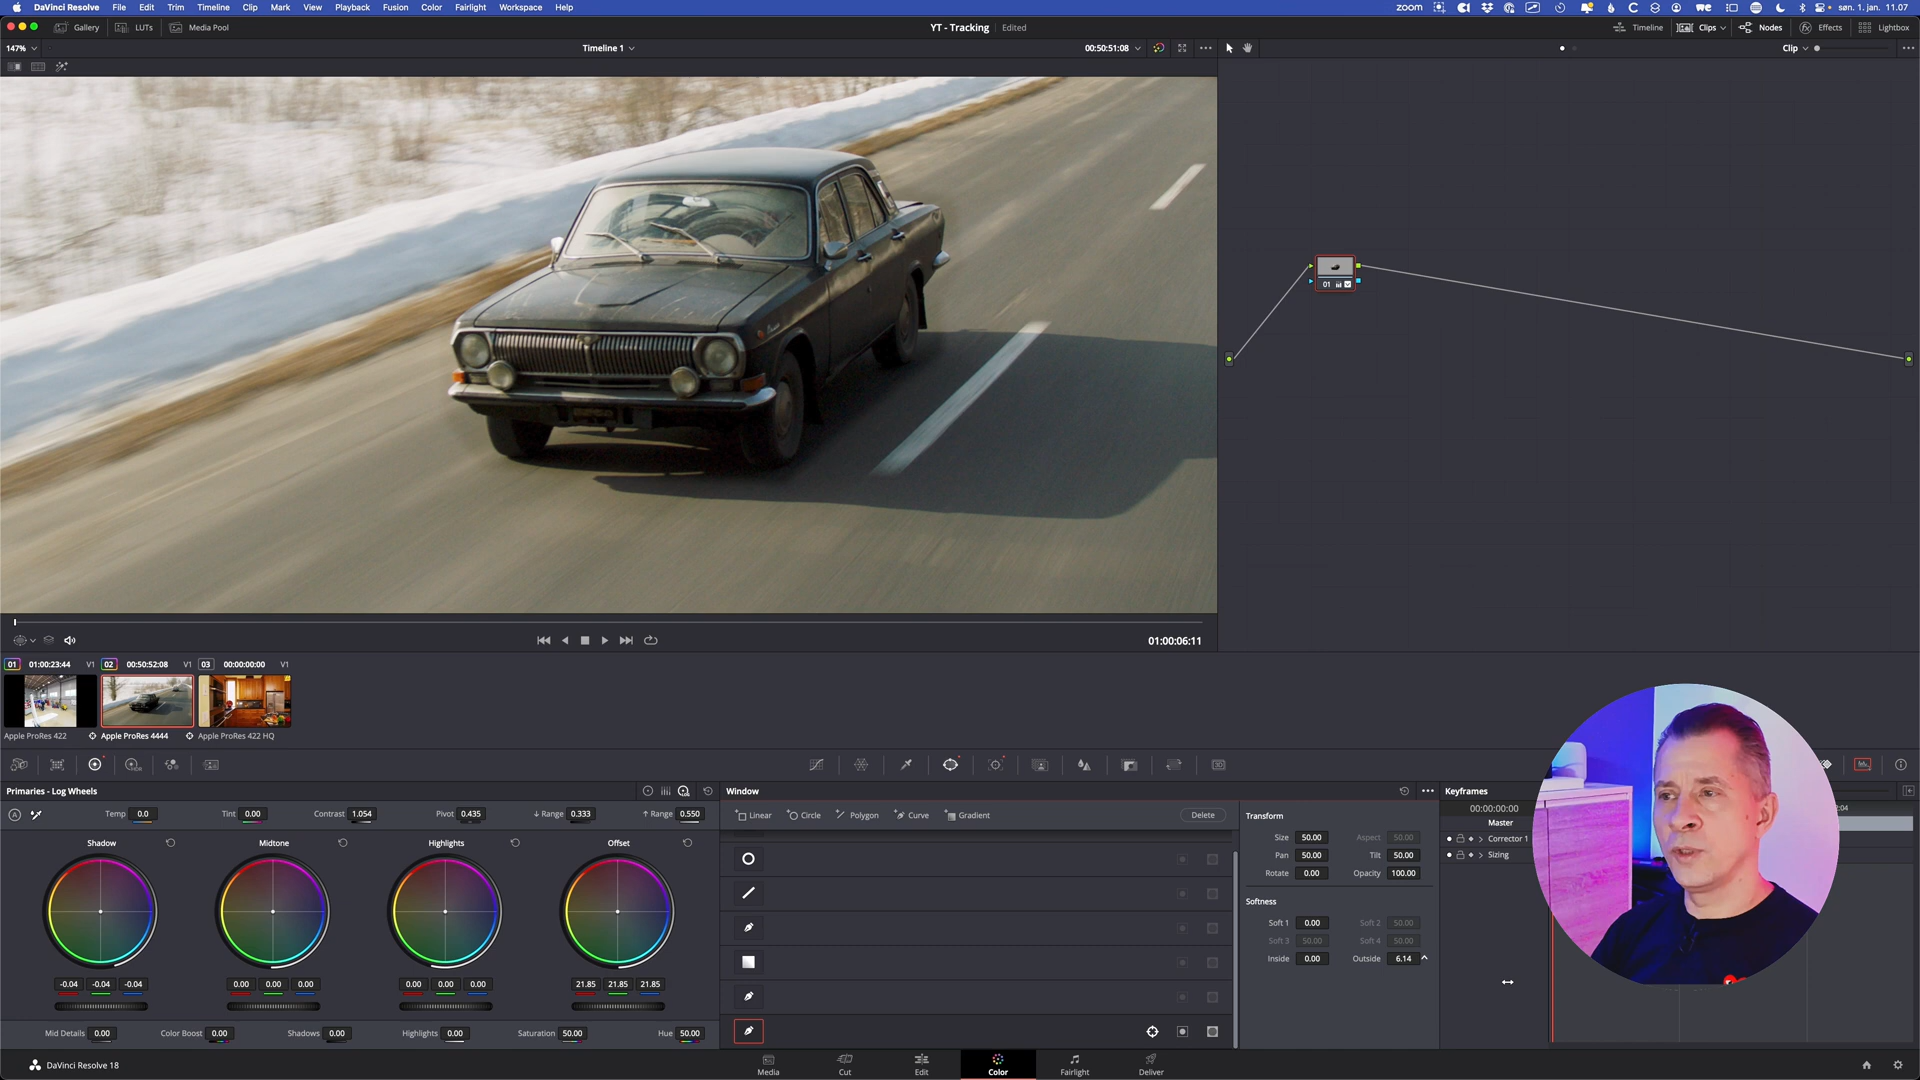 DaVinci Resolve File Edit Trim Timeline Clip Mark View Playback Fusion Color Fairlight Workspace Help
zoom søn. 1. jan. 11.07
Gallery LUTs Media Pool
YT - Tracking Edited
Timeline Clips Nodes Effects Lightbox
147% Timeline 1 00:50:51:08 Clip
01
01:00:06:11
01 01:00:23:44 V1 02 00:50:52:08 V1 03 00:00:00:00 V1
Apple ProRes 422 Apple ProRes 4444 Apple ProRes 422 HQ
Primaries - Log Wheels
Temp 0.0 Tint 0.00 Contrast 1.054 Pivot 0.435 ↓ Range 0.333 ↑ Range 0.550
Shadow Midtone Highlights Offset
-0.04 -0.04 -0.04 0.00 0.00 0.00 0.00 0.00 0.00 21.85 21.85 21.85
Mid Details 0.00 Color Boost 0.00 Shadows 0.00 Highlights 0.00 Saturation 50.00 Hue 50.00
Window
Linear Circle Polygon Curve Gradient Delete
Transform
Size 50.00 Aspect 50.00
Pan 50.00 Tilt 50.00
Rotate 0.00 Opacity 100.00
Softness
Soft 1 0.00 Soft 2 50.00
Soft 3 50.00 Soft 4 50.00
Inside 0.00 Outside 6.14
Keyframes
00:00:00:00 :04
Master
Corrector 1
Sizing
DaVinci Resolve 18
Media Cut Edit Color Fairlight Deliver